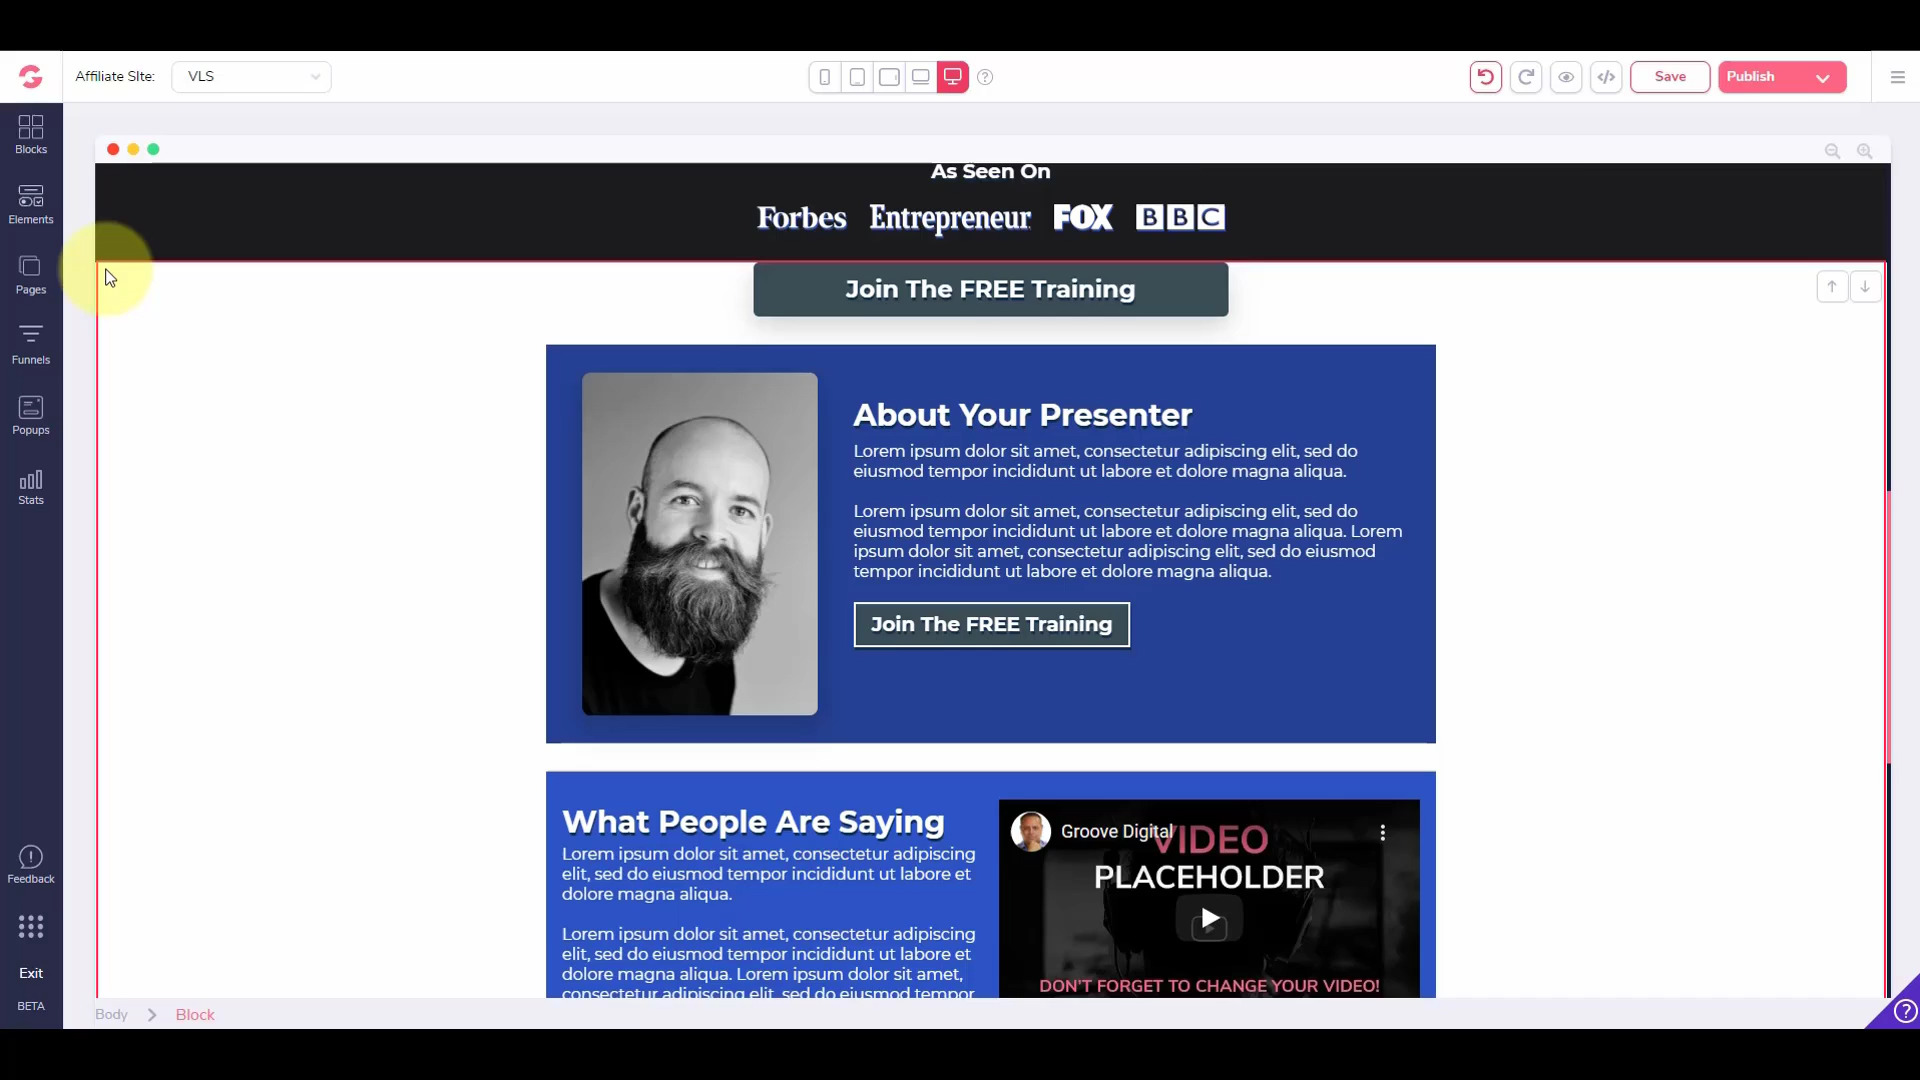 Affiliate SIte:
VLS
Save
Publish
Blocks
Elements
Pages
Funnels
Popups
Stats
Feedback
Exit
BETA
As Seen On
Forbes Entrepreneur FOX BBC
Join The FREE Training
About Your Presenter
Lorem ipsum dolor sit amet, consectetur adipiscing elit, sed do
eiusmod tempor incididunt ut labore et dolore magna aliqua.
Lorem ipsum dolor sit amet, consectetur adipiscing elit, sed do
eiusmod tempor incididunt ut labore et dolore magna aliqua. Lorem
ipsum dolor sit amet, consectetur adipiscing elit, sed do eiusmod
tempor incididunt ut labore et dolore magna aliqua.
Join The FREE Training
What People Are Saying
Lorem ipsum dolor sit amet, consectetur adipiscing
elit, sed do eiusmod tempor incididunt ut labore et
dolore magna aliqua.
Lorem ipsum dolor sit amet, consectetur adipiscing
elit, sed do eiusmod tempor incididunt ut labore et
dolore magna aliqua. Lorem ipsum dolor sit amet,
consectetur adipiscing elit, sed do eiusmod tempor
Groove Digital
VIDEO
PLACEHOLDER
DON'T FORGET TO CHANGE YOUR VIDEO!
Body
Block